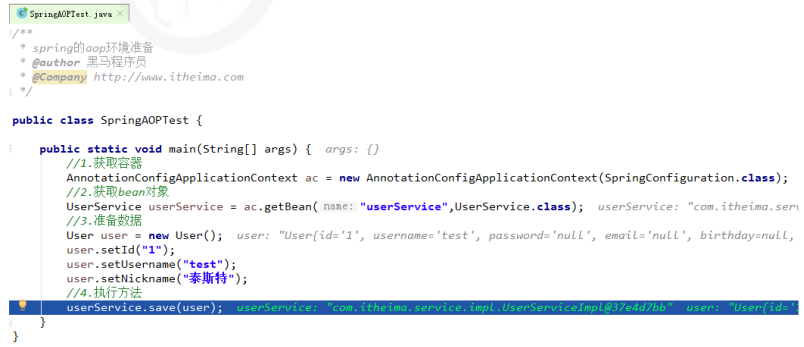 SpringAOPTest.java
/**
 * spring的aop环境准备
 * @author 黑马程序员
 * @Company http://www.itheima.com
 */
public class SpringAOPTest {
public static void main(String[] args) {  args: {}
//1.获取容器
AnnotationConfigApplicationContext ac = new AnnotationConfigApplicationContext(SpringConfiguration.class);
//2.获取bean对象
UserService userService = ac.getBean( name: "userService",UserService.class);  userService: "com.itheima.serv
//3.准备数据
User user = new User();  user: "User{id='1', username='test', password='null', email='null', birthday=null,
user.setId("1");
user.setUsername("test");
user.setNickname("泰斯特");
//4.执行方法
userService.save(user);  userService: "com.itheima.service.impl.UserServiceImpl@37e4d7bb"  user: "User{id='1
}
}